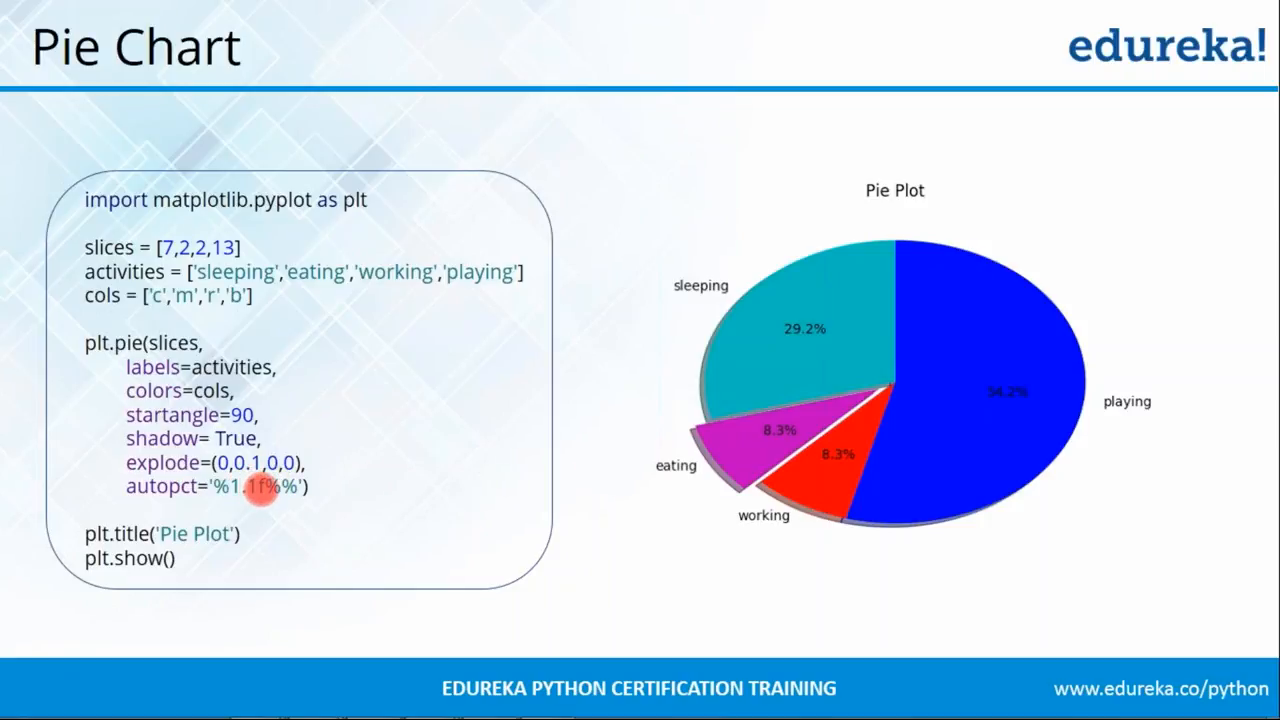 Pie Chart
edureka!
import matplotlib.pyplot as plt
slices = [7,2,2,13]
activities = ['sleeping','eating','working','playing']
cols = ['c','m','r','b']
plt.pie(slices,
labels=activities,
colors=cols,
startangle=90,
shadow= True,
explode=(0,0.1,0,0),
autopct='%1.1f%%')
plt.title('Pie Plot')
plt.show()
Pie Plot
sleeping
29.2%
54.2%
playing
8.3%
eating
8.3%
working
EDUREKA PYTHON CERTIFICATION TRAINING
www.edureka.co/python